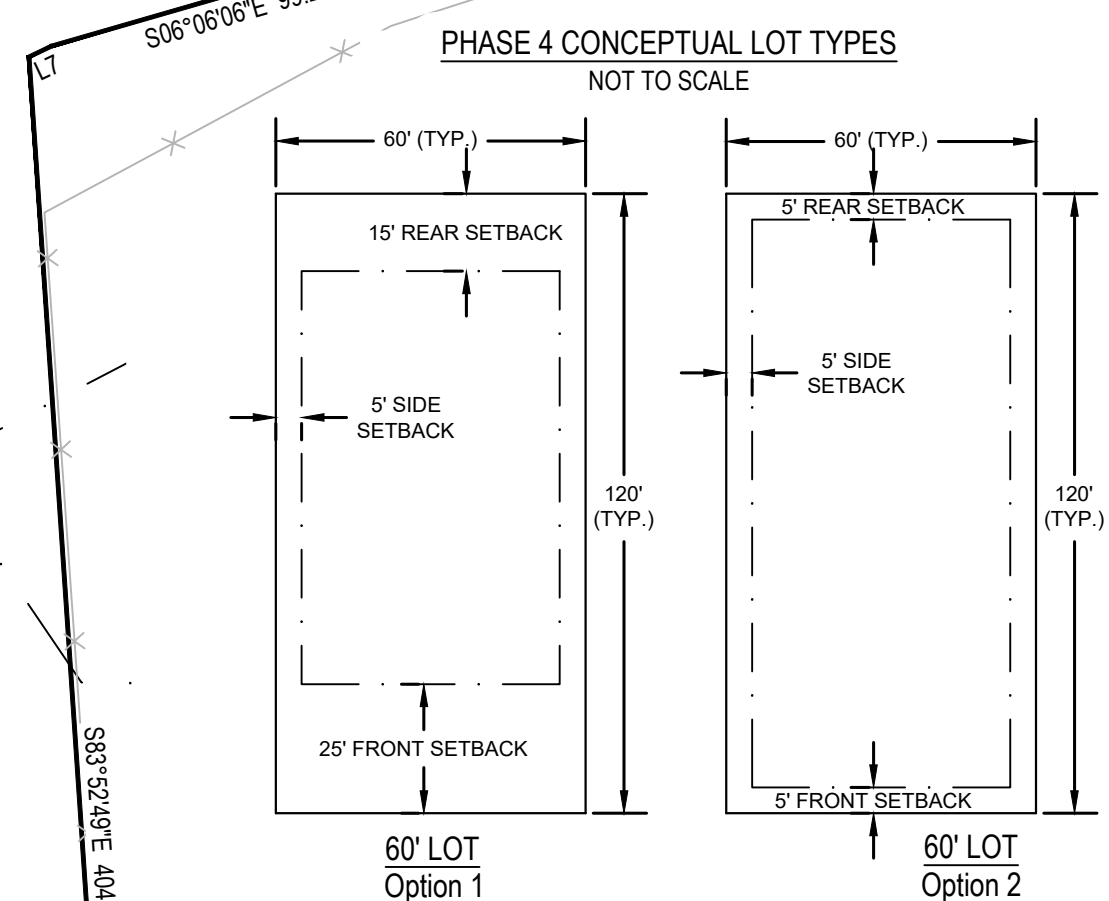 S06°06'06"E
L7
PHASE 4 CONCEPTUAL LOT TYPES
NOT TO SCALE
60' (TYP.)
15' REAR SETBACK
5' SIDE
SETBACK
120'
(TYP.)
25' FRONT SETBACK
60' LOT
Option 1
60' (TYP.)
5' REAR SETBACK
5' SIDE
SETBACK
120'
(TYP.)
5' FRONT SETBACK
60' LOT
Option 2
S83°52'49"E 404